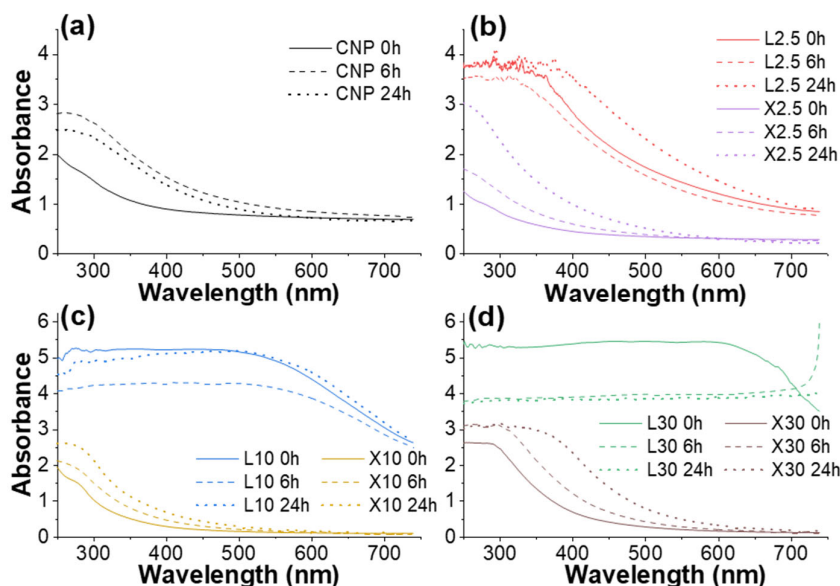 (a)
CNP 0h
CNP 6h
CNP 24h
Absorbance
4
3
2
1
0
300 400 500 600 700
Wavelength (nm)
(b)
L2.5 0h
L2.5 6h
L2.5 24h
X2.5 0h
X2.5 6h
X2.5 24h
4
3
2
1
0
300 400 500 600 700
Wavelength (nm)
(c)
L10 0h X10 0h
L10 6h X10 6h
L10 24h X10 24h
Absorbance
6
5
4
3
2
1
0
300 400 500 600 700
Wavelength (nm)
(d)
L30 0h X30 0h
L30 6h X30 6h
L30 24h X30 24h
6
5
4
3
2
1
0
300 400 500 600 700
Wavelength (nm)